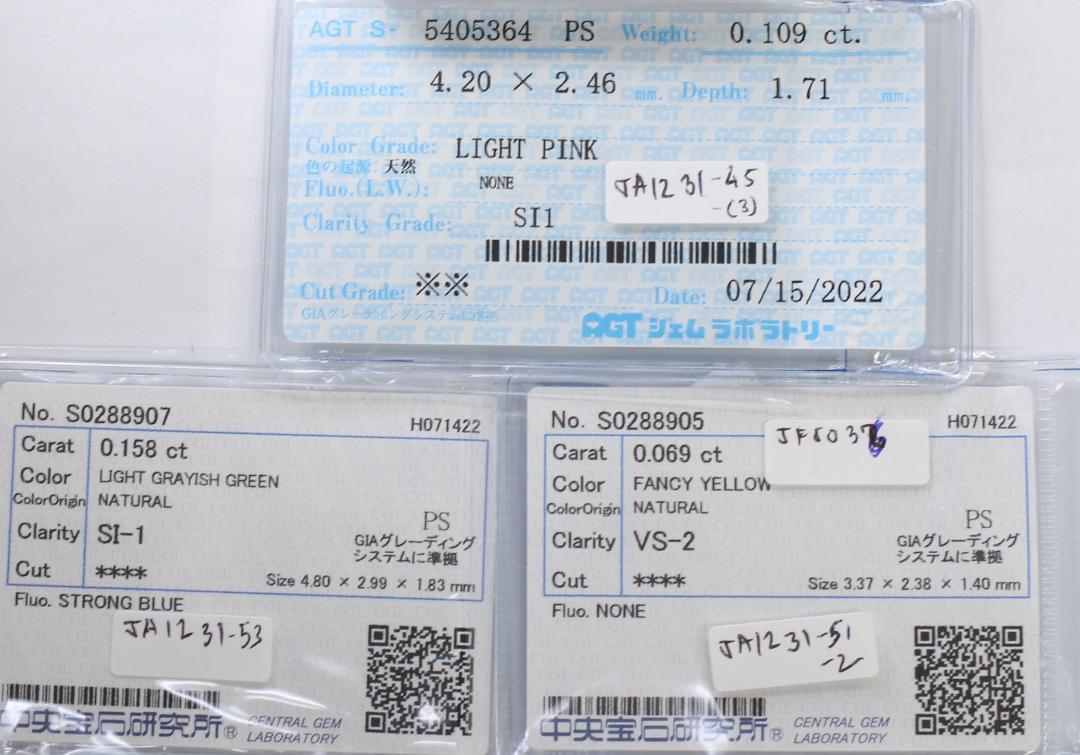 AGT S- 5405364 PS Weight: 0.109 ct.
Diameter: 4.20 × 2.46 mm. Depth: 1.71 mm.
Color Grade: LIGHT PINK
色の起源: 天然
Fluo.(L.W.): NONE
JA1231-45
-(3)
Clarity Grade: SI1
Cut Grade: ※※ Date: 07/15/2022
GIAグレーディングシステムに準拠
AGTジェムラボラトリー
No. S0288907 H071422
Carat 0.158 ct
Color LIGHT GRAYISH GREEN
ColorOrigin NATURAL
Clarity SI-1
PS
GIAグレーディング
システムに準拠
Cut **** Size 4.80 × 2.99 × 1.83 mm
Fluo. STRONG BLUE
JA1231-53
中央宝石研究所® CENTRAL GEM
LABORATORY
No. S0288905 H071422
Carat 0.069 ct
Color FANCY YELLOW
ColorOrigin NATURAL
Clarity VS-2
PS
GIAグレーディング
システムに準拠
Cut **** Size 3.37 × 2.38 × 1.40 mm
Fluo. NONE
JA1231-51
-2
中央宝石研究所® CENTRAL GEM
LABORATORY